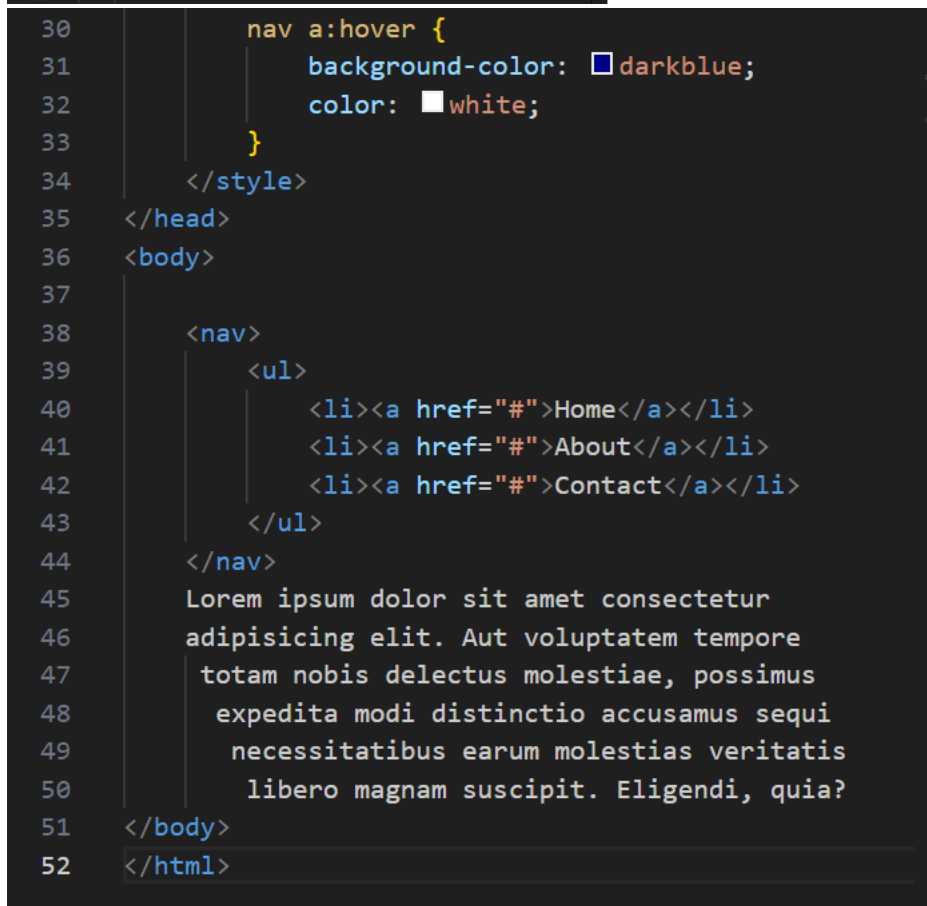 30 nav a:hover {
31 background-color: darkblue;
32 color: white;
33 }
34 </style>
35 </head>
36 <body>
37
38 <nav>
39 <ul>
40 <li><a href="#">Home</a></li>
41 <li><a href="#">About</a></li>
42 <li><a href="#">Contact</a></li>
43 </ul>
44 </nav>
45 Lorem ipsum dolor sit amet consectetur
46 adipisicing elit. Aut voluptatem tempore
47 totam nobis delectus molestiae, possimus
48 expedita modi distinctio accusamus sequi
49 necessitatibus earum molestias veritatis
50 libero magnam suscipit. Eligendi, quia?
51 </body>
52 </html>